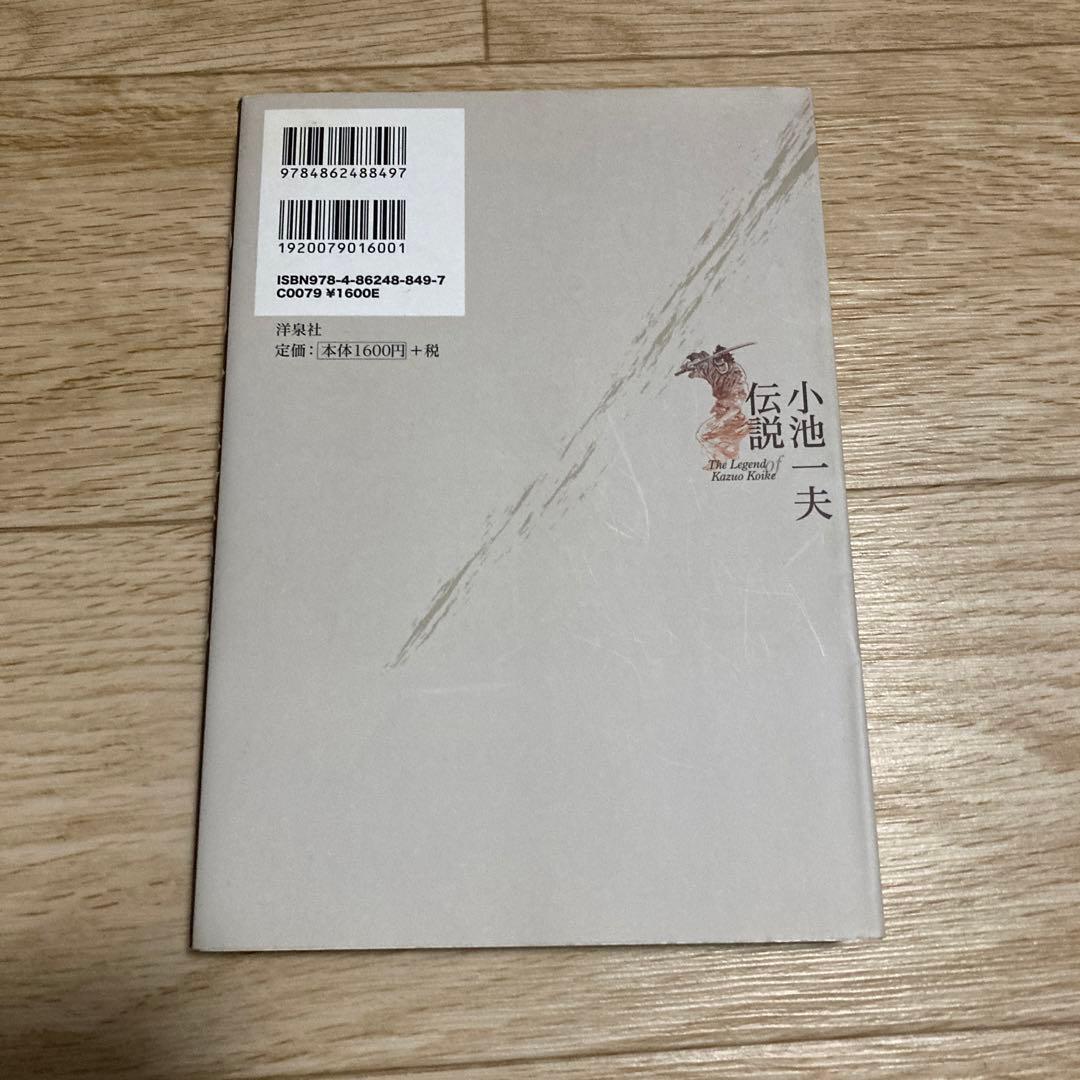 9784862488497
1920079016001
ISBN978-4-86248-849-7
C0079 ¥1600E
洋泉社
定価：本体1600円＋税
小池一夫
伝説
The Legend of
Kazuo Koike